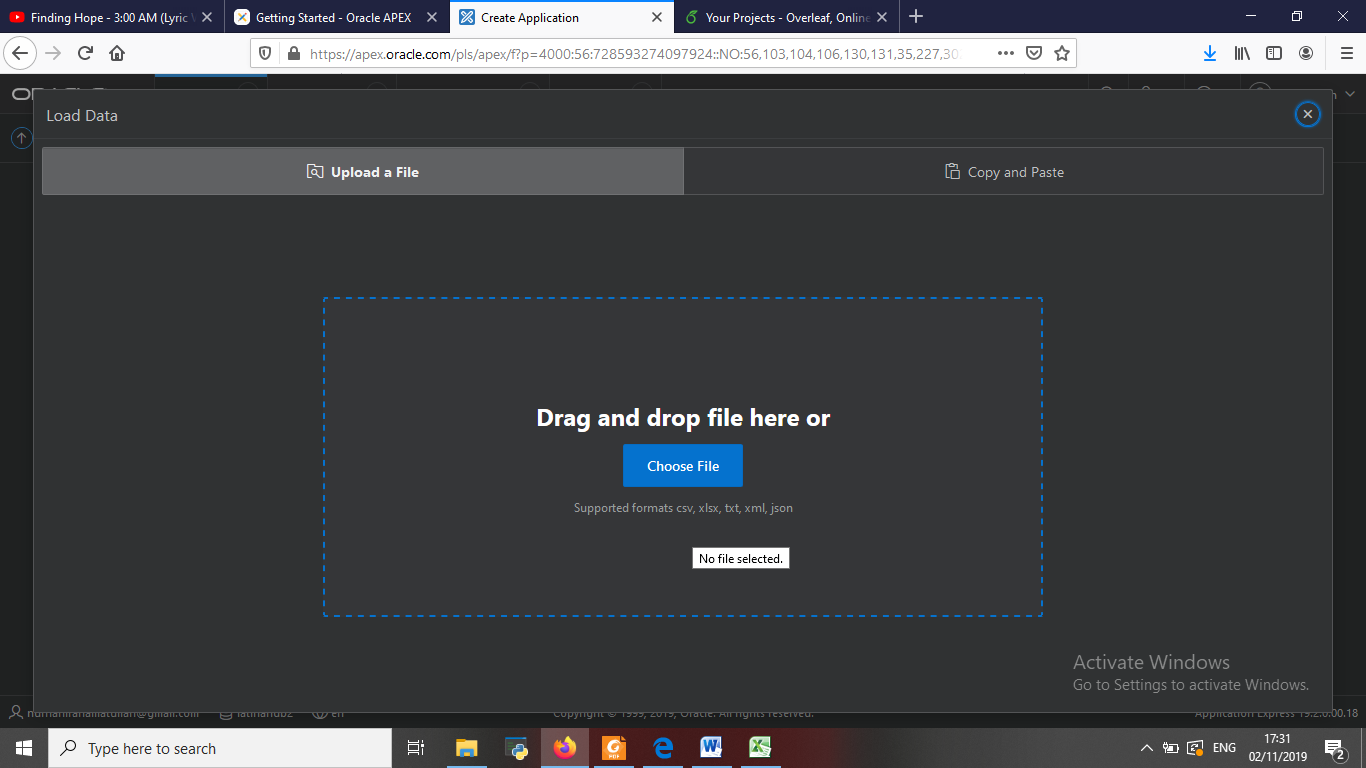 Finding Hope - 3:00 AM (Lyric
Getting Started - Oracle APEX
Create Application
Your Projects - Overleaf, Online
https://apex.oracle.com/pls/apex/f?p=4000:56:728593274097924::NO:56,103,104,106,130,131,35,227,30
Load Data
Upload a File
Copy and Paste
Drag and drop file here or
Choose File
Supported formats csv, xlsx, txt, xml, json
No file selected.
Activate Windows
Go to Settings to activate Windows.
en
Copyright © 1999, 2019, Oracle. All rights reserved.
Application Express 19.2.0.00.18
Type here to search
ENG
17:31
02/11/2019
2